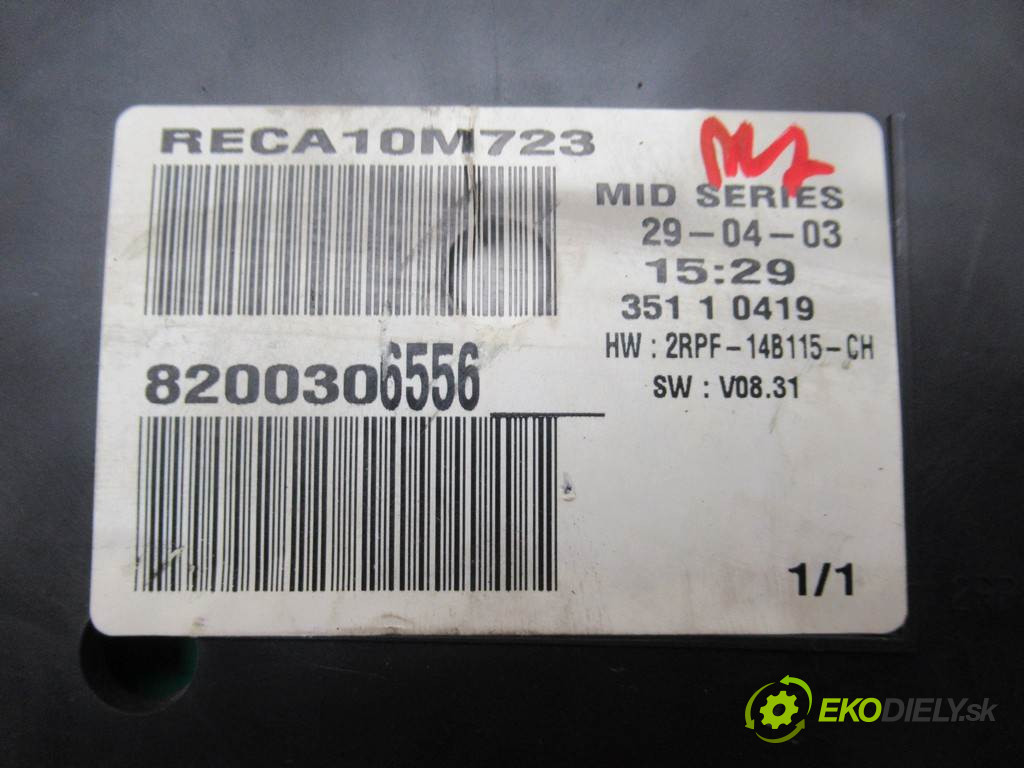 RECA10M723
MID SERIES
29-04-03
15:29
351 1 0419
HW : 2RPF-14B115-CH
SW : V08.31
8200306556
1/1
EKODIELY.sk